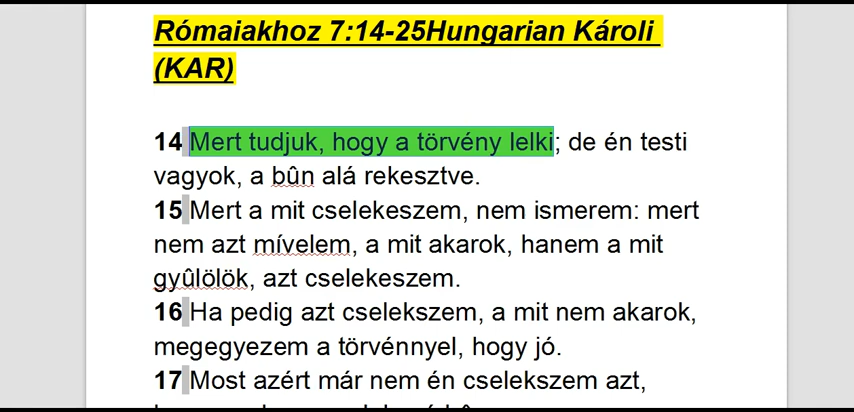 Rómaiakhoz 7:14-25Hungarian Károli
(KAR)
14 Mert tudjuk, hogy a törvény lelki; de én testi
vagyok, a bûn alá rekesztve.
15 Mert a mit cselekeszem, nem ismerem: mert
nem azt mívelem, a mit akarok, hanem a mit
gyûlölök, azt cselekeszem.
16 Ha pedig azt cselekszem, a mit nem akarok,
megegyezem a törvénnyel, hogy jó.
17 Most azért már nem én cselekszem azt,